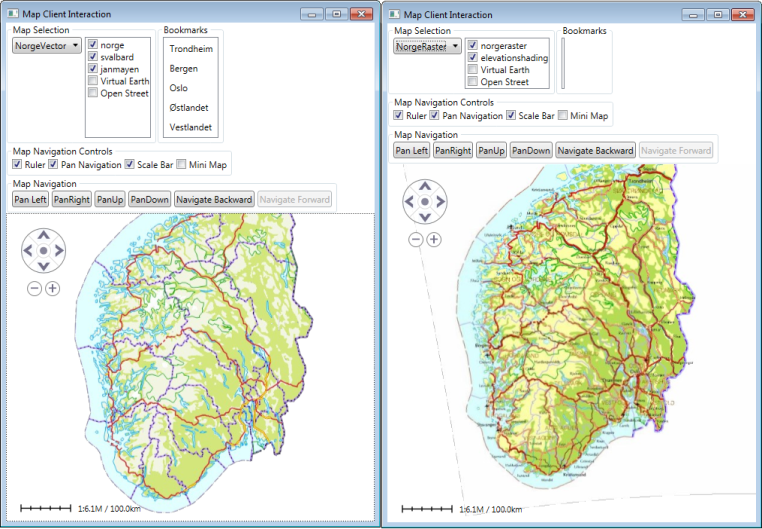 Map Client Interaction
Map Selection
NorgeVector
norge
svalbard
janmayen
Virtual Earth
Open Street
Bookmarks
Trondheim
Bergen
Oslo
Østlandet
Vestlandet
Map Navigation Controls
Ruler Pan Navigation Scale Bar Mini Map
Map Navigation
Pan Left PanRight PanUp PanDown Navigate Backward Navigate Forward
1:6.1M / 100.0km
Map Client Interaction
Map Selection
NorgeRaster
norgeraster
elevationshading
Virtual Earth
Open Street
Bookmarks
Map Navigation Controls
Ruler Pan Navigation Scale Bar Mini Map
Map Navigation
Pan Left PanRight PanUp PanDown Navigate Backward Navigate Forward
1:6.1M / 100.0km